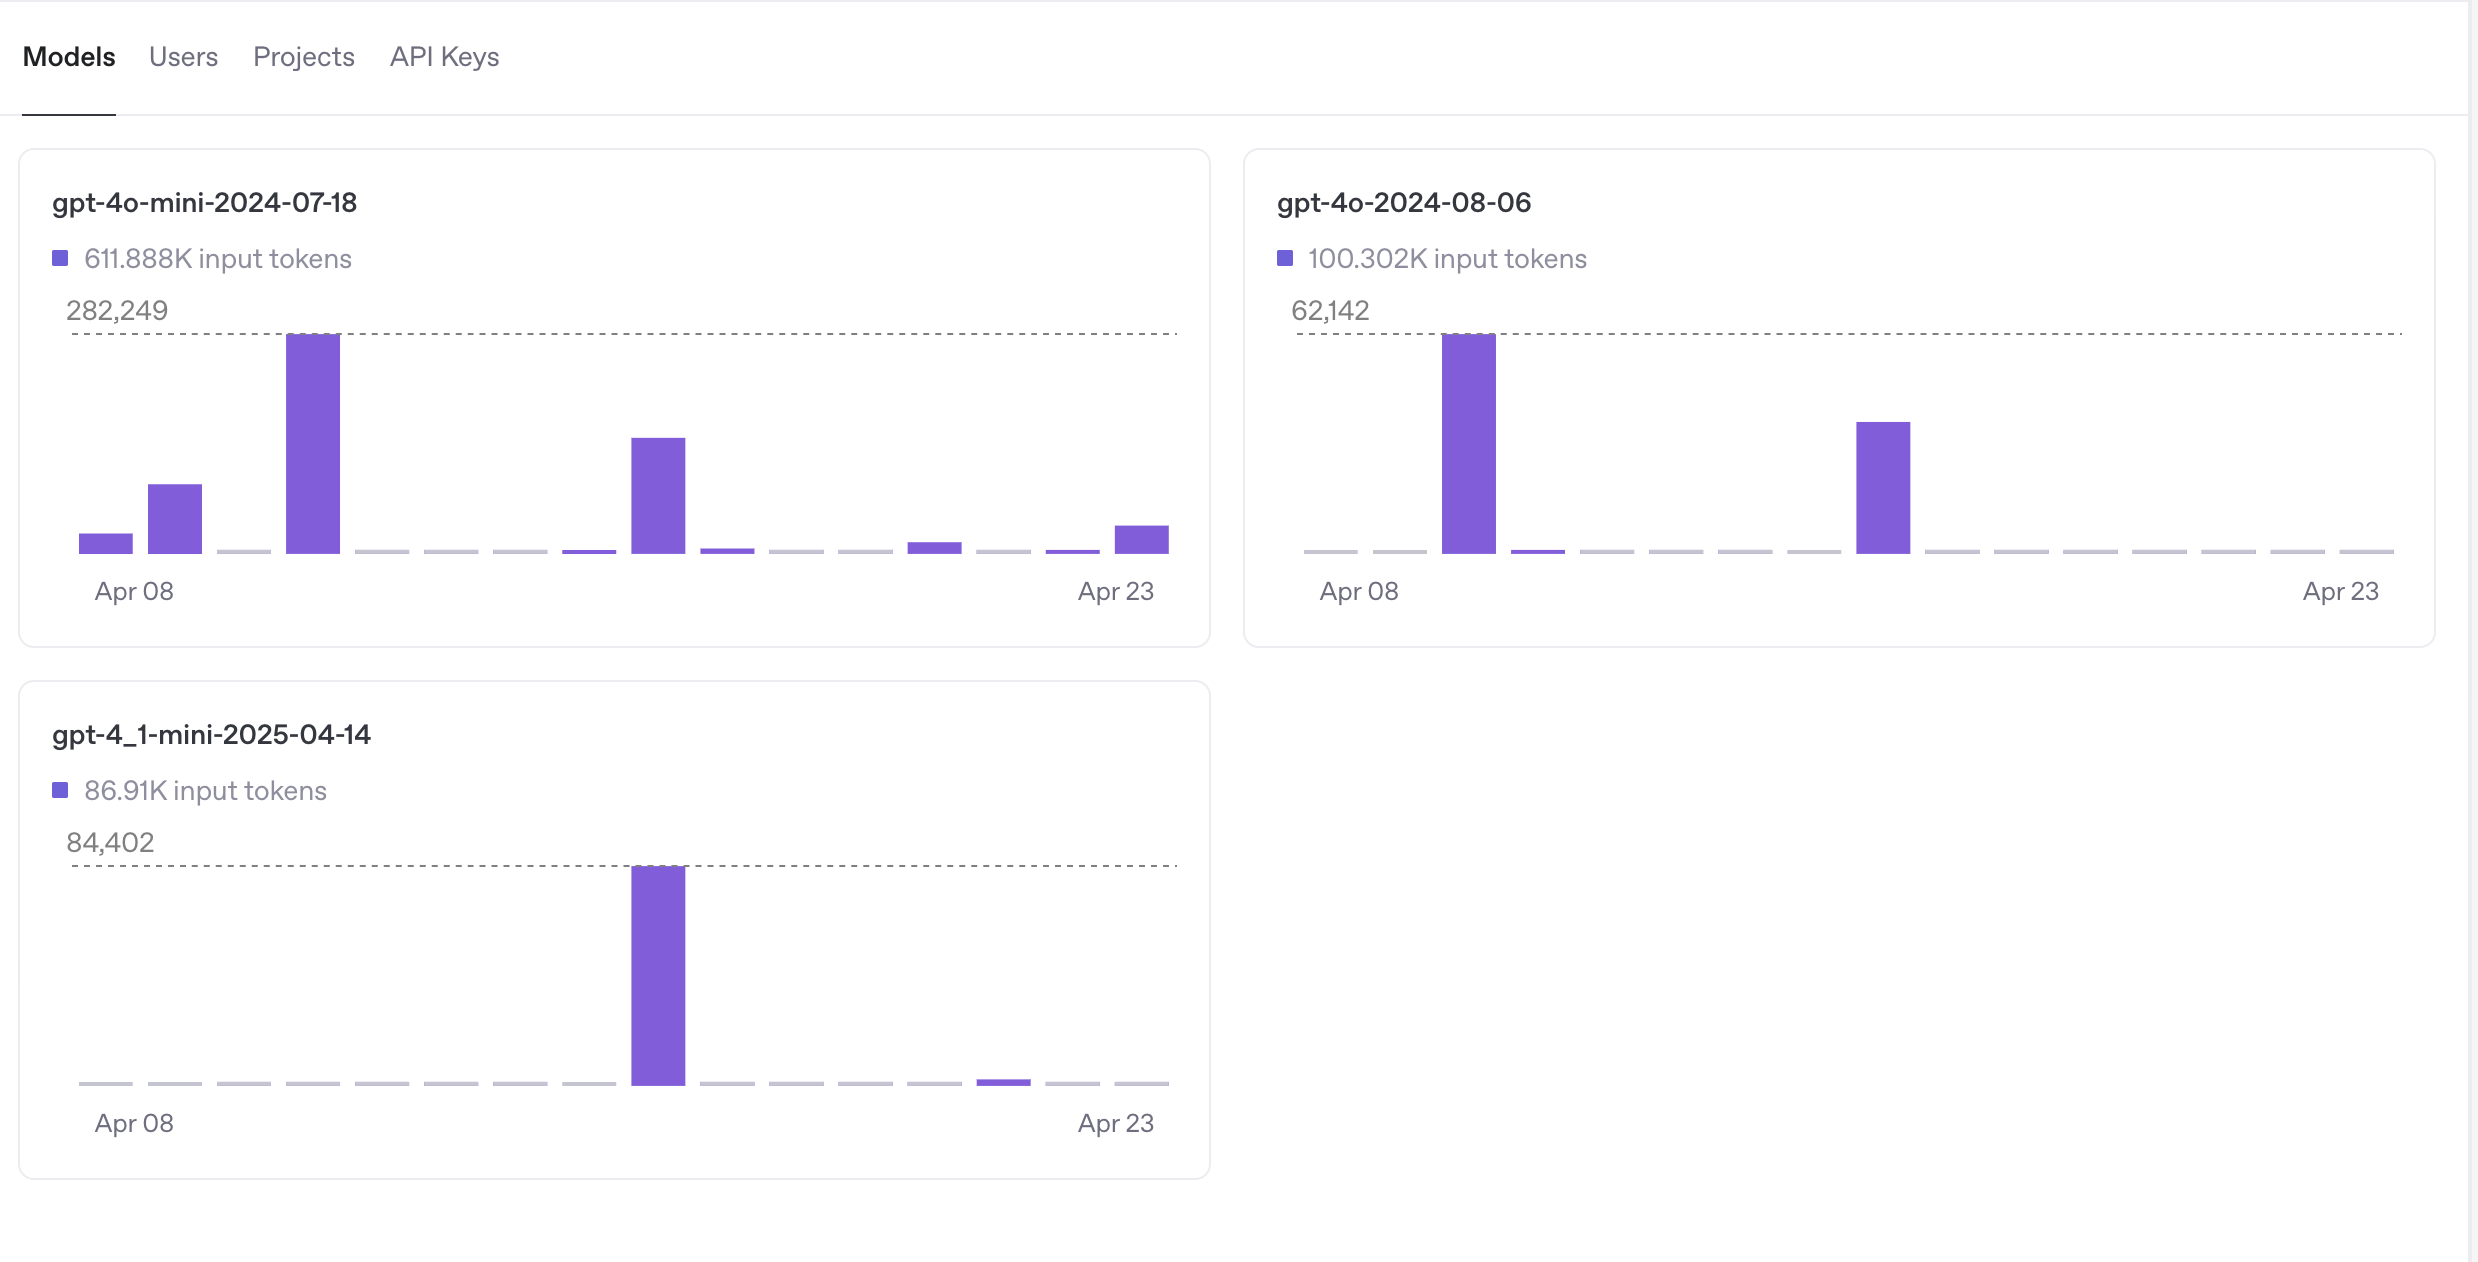 Models Users Projects API Keys
gpt-4o-mini-2024-07-18
611.888K input tokens
282,249
Apr 08 Apr 23
gpt-4o-2024-08-06
100.302K input tokens
62,142
Apr 08 Apr 23
gpt-4_1-mini-2025-04-14
86.91K input tokens
84,402
Apr 08 Apr 23